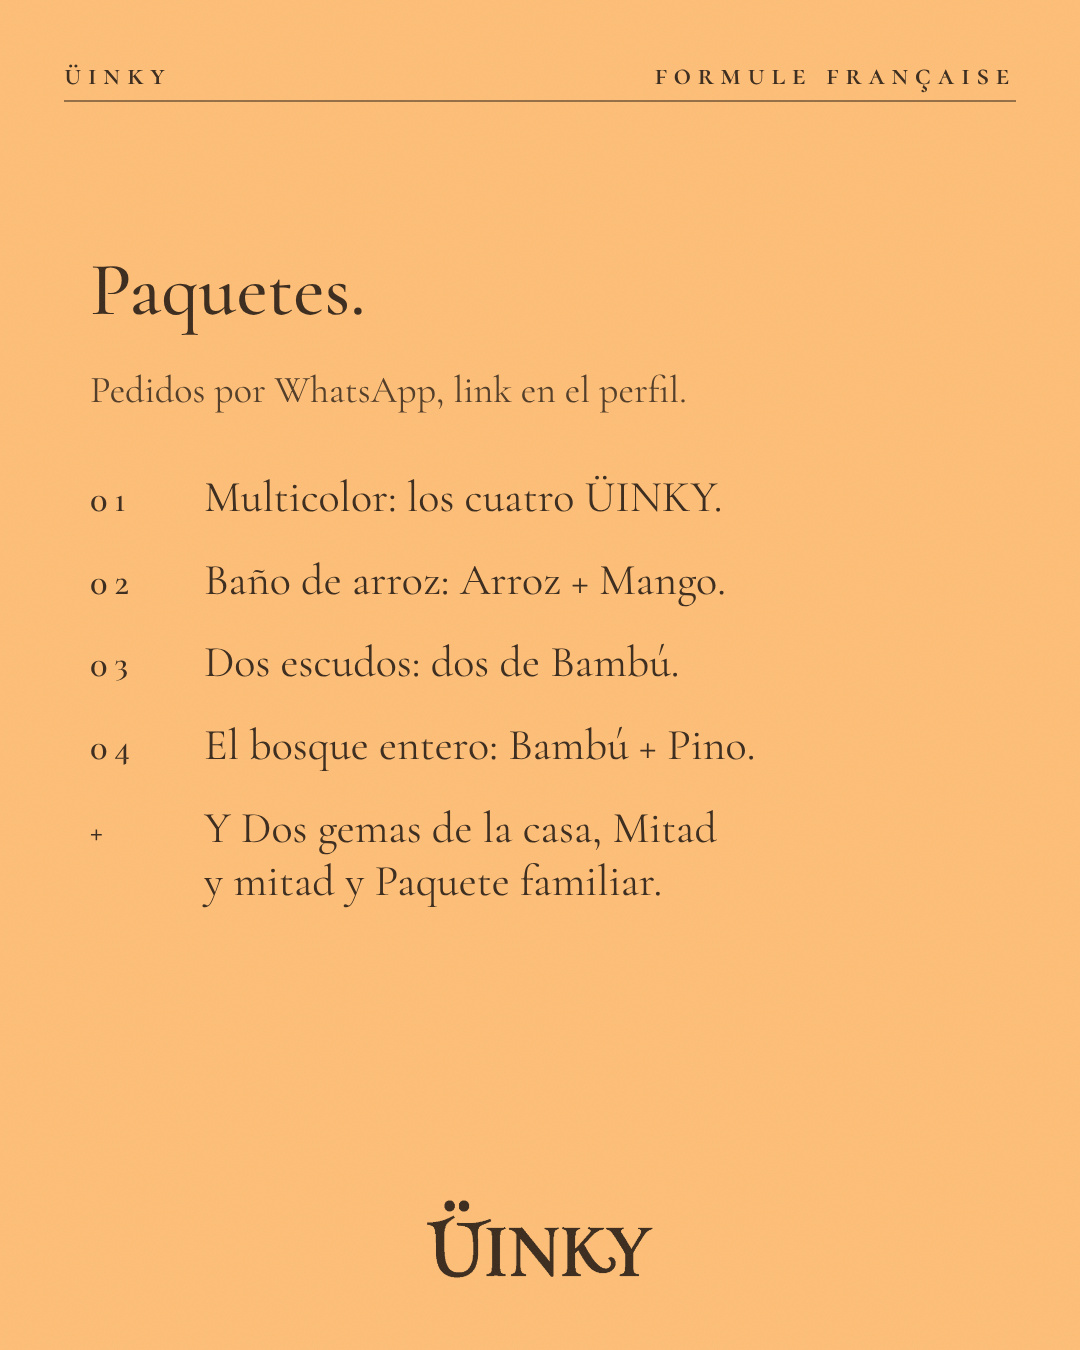 ÜINKY
FORMULE FRANÇAISE
Paquetes.
Pedidos por WhatsApp, link en el perfil.
01 Multicolor: los cuatro ÜINKY.
02 Baño de arroz: Arroz + Mango.
03 Dos escudos: dos de Bambú.
04 El bosque entero: Bambú + Pino.
+ Y Dos gemas de la casa, Mitad
y mitad y Paquete familiar.
ÜINKY